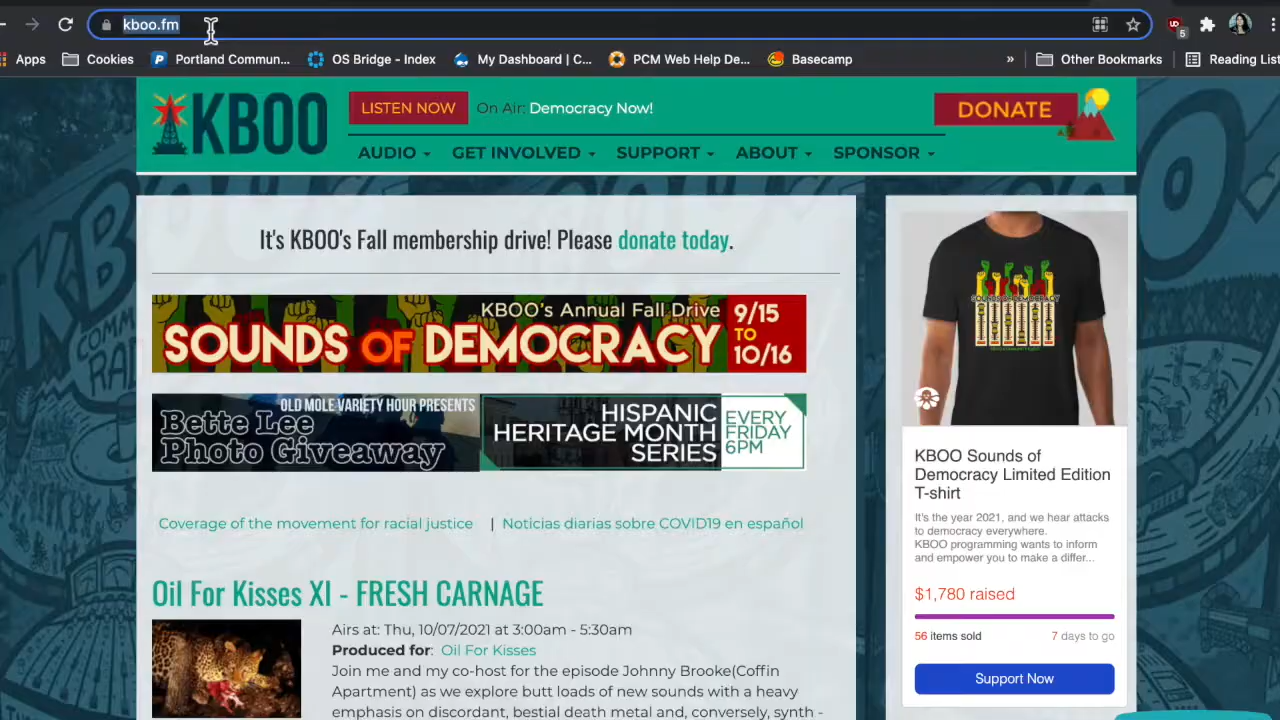 kboo.fm
5
Apps
Cookies
Portland Commun...
OS Bridge - Index
My Dashboard | C...
PCM Web Help De...
Basecamp
»
Other Bookmarks
Reading List
KBOO
LISTEN NOW
On Air: Democracy Now!
DONATE
AUDIO
GET INVOLVED
SUPPORT
ABOUT
SPONSOR
It's KBOO's Fall membership drive! Please donate today.
KBOO's Annual Fall Drive
SOUNDS OF DEMOCRACY
9/15
TO
10/16
OLD MOLE VARIETY HOUR PRESENTS
Bette Lee
Photo Giveaway
HISPANIC
HERITAGE MONTH
SERIES
EVERY
FRIDAY
6PM
Coverage of the movement for racial justice | Noticias diarias sobre COVID19 en español
Oil For Kisses XI - FRESH CARNAGE
Airs at: Thu, 10/07/2021 at 3:00am - 5:30am
Produced for: Oil For Kisses
Join me and my co-host for the episode Johnny Brooke(Coffin
Apartment) as we explore butt loads of new sounds with a heavy
emphasis on discordant, bestial death metal and, conversely, synth -
SOUNDS OF DEMOCRACY
KBOO Sounds of
Democracy Limited Edition
T-shirt
It's the year 2021, and we hear attacks
to democracy everywhere.
KBOO programming wants to inform
and empower you to make a differ...
$1,780 raised
56 items sold
7 days to go
Support Now